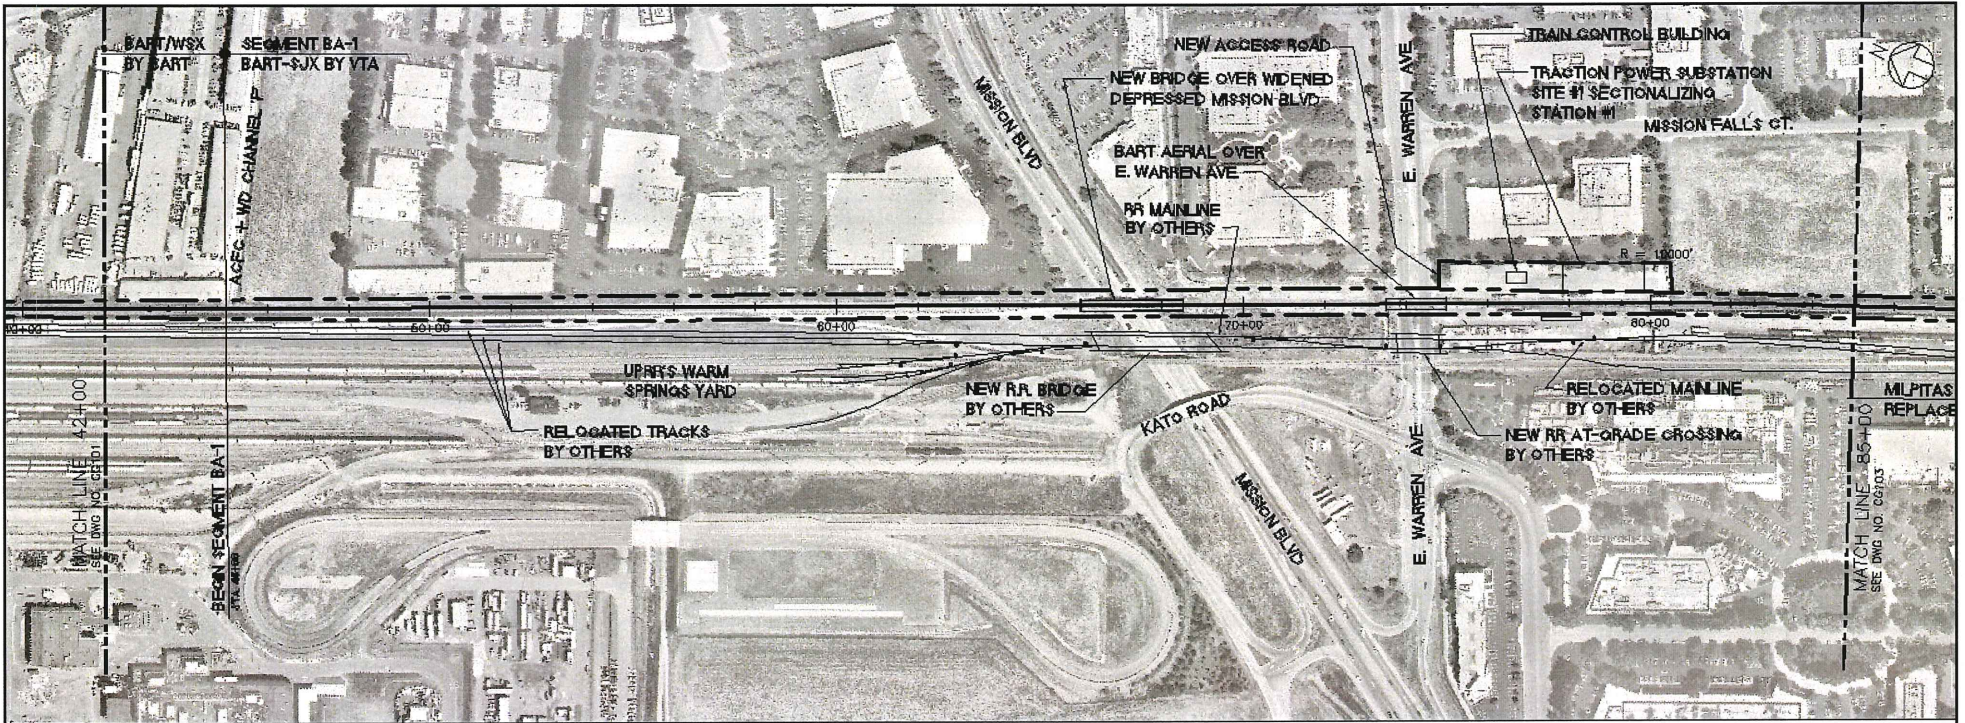 BART/WSX
BY BART
SEGMENT BA-1
BART-SJX BY VTA
ACFC + WD CHANNEL P
MISSION BLVD
NEW ACCESS ROAD
NEW BRIDGE OVER WIDENED
DEPRESSED MISSION BLVD
BART AERIAL OVER
E. WARREN AVE.
RR MAINLINE
BY OTHERS
E. WARREN AVE
TRAIN CONTROL BUILDING
TRACTION POWER SUBSTATION
SITE #1 SECTIONALIZING
STATION #1
MISSION FALLS CT.
N
R = 11000'
50+00
60+00
70+00
80+00
UPRR'S WARM
SPRINGS YARD
RELOCATED TRACKS
BY OTHERS
NEW R.R. BRIDGE
BY OTHERS
KATO ROAD
MISSION BLVD
E. WARREN AVE
RELOCATED MAINLINE
BY OTHERS
NEW RR AT-GRADE CROSSING
BY OTHERS
MILPITAS
REPLACE
MATCH LINE 42+00
SEE DWG NO. CG101
BEGIN SEGMENT BA-1
MATCH LINE 85+00
SEE DWG NO. CG103